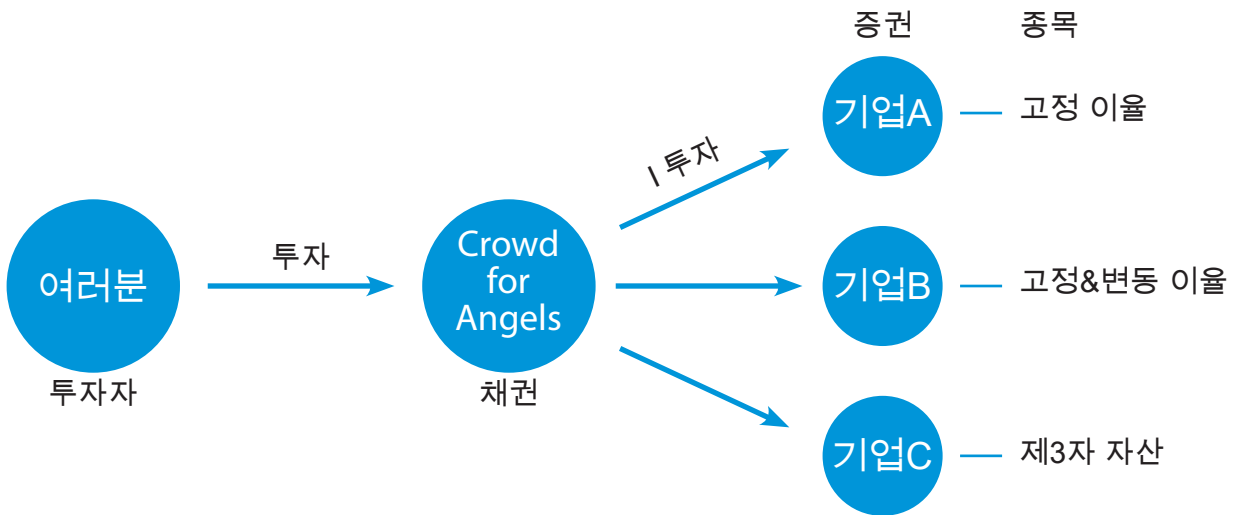 증권 종목
기업A 고정 이율
I 투자
여러분
투자자
투자
Crowd
for
Angels
채권
기업B 고정&변동 이율
기업C 제3자 자산